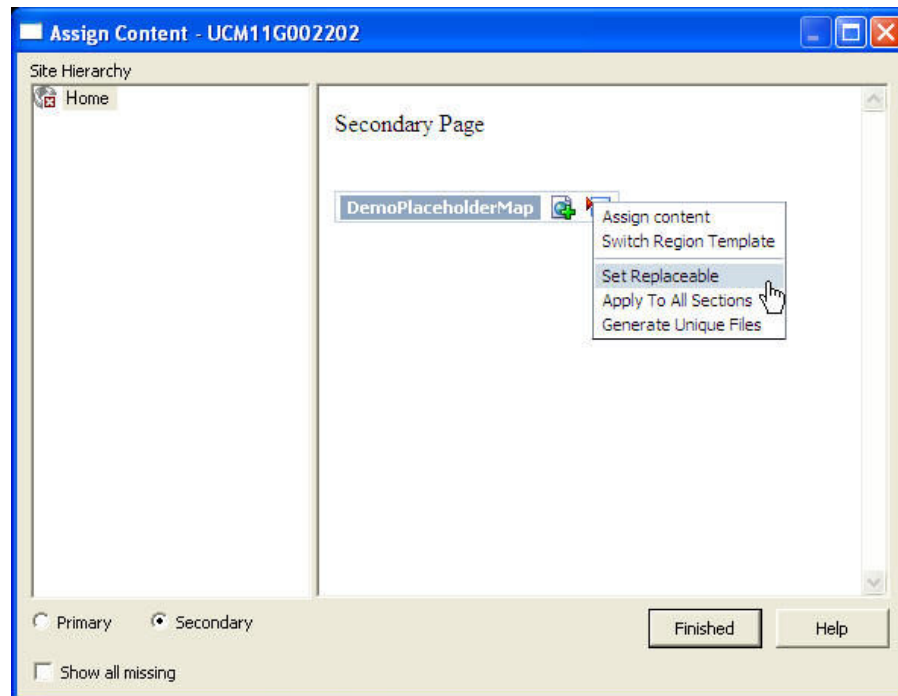 Assign Content - UCM11G002202
Site Hierarchy
Home
Secondary Page
DemoPlaceholderMap
Assign content
Switch Region Template
Set Replaceable
Apply To All Sections
Generate Unique Files
Primary
Secondary
Finished
Help
Show all missing